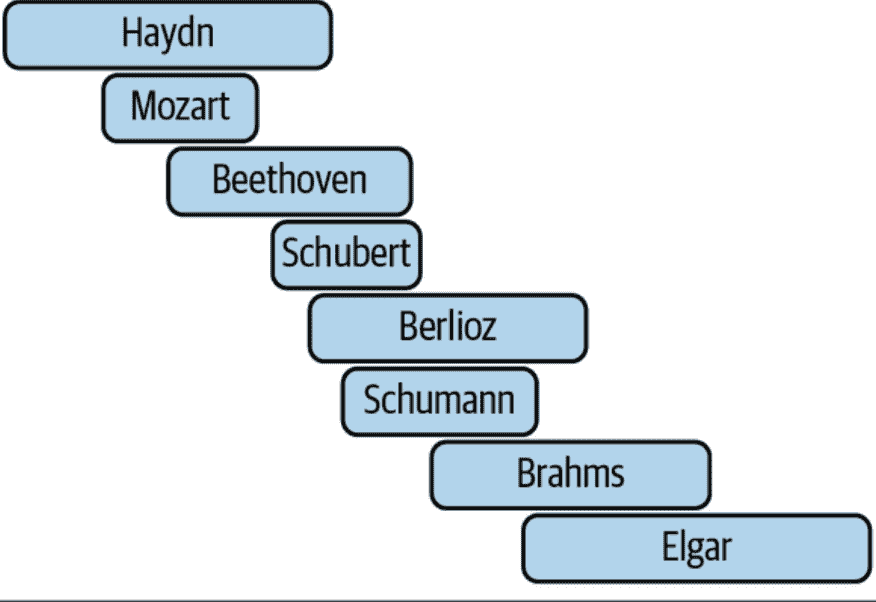 Haydn
Mozart
Beethoven
Schubert
Berlioz
Schumann
Brahms
Elgar